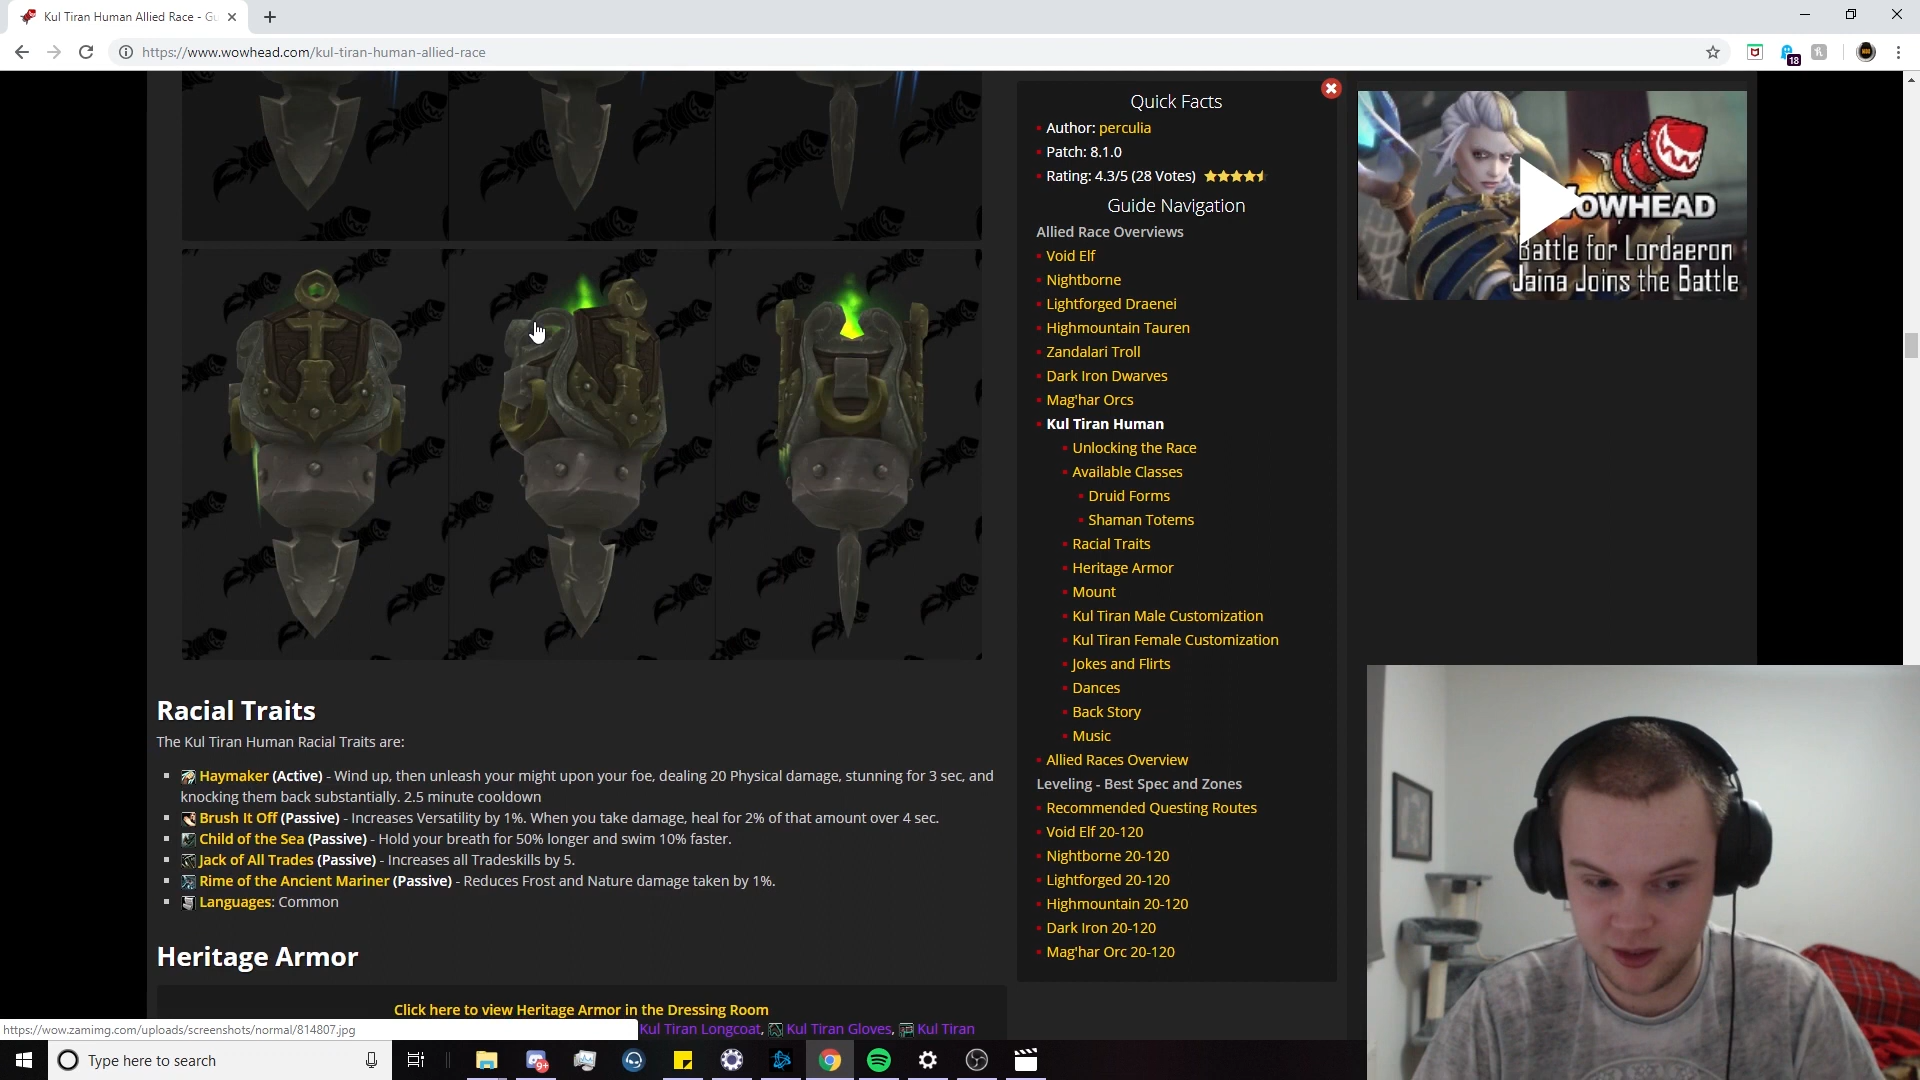 Kul Tiran Human Allied Race - Gu
https://www.wowhead.com/kul-tiran-human-allied-race
18
Quick Facts
Author: perculia
Patch: 8.1.0
Rating: 4.3/5 (28 Votes)
Guide Navigation
Allied Race Overviews
Void Elf
Nightborne
Lightforged Draenei
Highmountain Tauren
Zandalari Troll
Dark Iron Dwarves
Mag'har Orcs
Kul Tiran Human
Unlocking the Race
Available Classes
Druid Forms
Shaman Totems
Racial Traits
Heritage Armor
Mount
Kul Tiran Male Customization
Kul Tiran Female Customization
Jokes and Flirts
Dances
Back Story
Music
Allied Races Overview
Leveling - Best Spec and Zones
Recommended Questing Routes
Void Elf 20-120
Nightborne 20-120
Lightforged 20-120
Highmountain 20-120
Dark Iron 20-120
Mag'har Orc 20-120
WOWHEAD
Battle for Lordaeron
Jaina Joins the Battle
Racial Traits
The Kul Tiran Human Racial Traits are:
Haymaker (Active) - Wind up, then unleash your might upon your foe, dealing 20 Physical damage, stunning for 3 sec, and
knocking them back substantially. 2.5 minute cooldown
Brush It Off (Passive) - Increases Versatility by 1%. When you take damage, heal for 2% of that amount over 4 sec.
Child of the Sea (Passive) - Hold your breath for 50% longer and swim 10% faster.
Jack of All Trades (Passive) - Increases all Tradeskills by 5.
Rime of the Ancient Mariner (Passive) - Reduces Frost and Nature damage taken by 1%.
Languages: Common
Heritage Armor
Click here to view Heritage Armor in the Dressing Room
Kul Tiran Longcoat, Kul Tiran Gloves, Kul Tiran
https://wow.zamimg.com/uploads/screenshots/normal/814807.jpg
Type here to search
9+